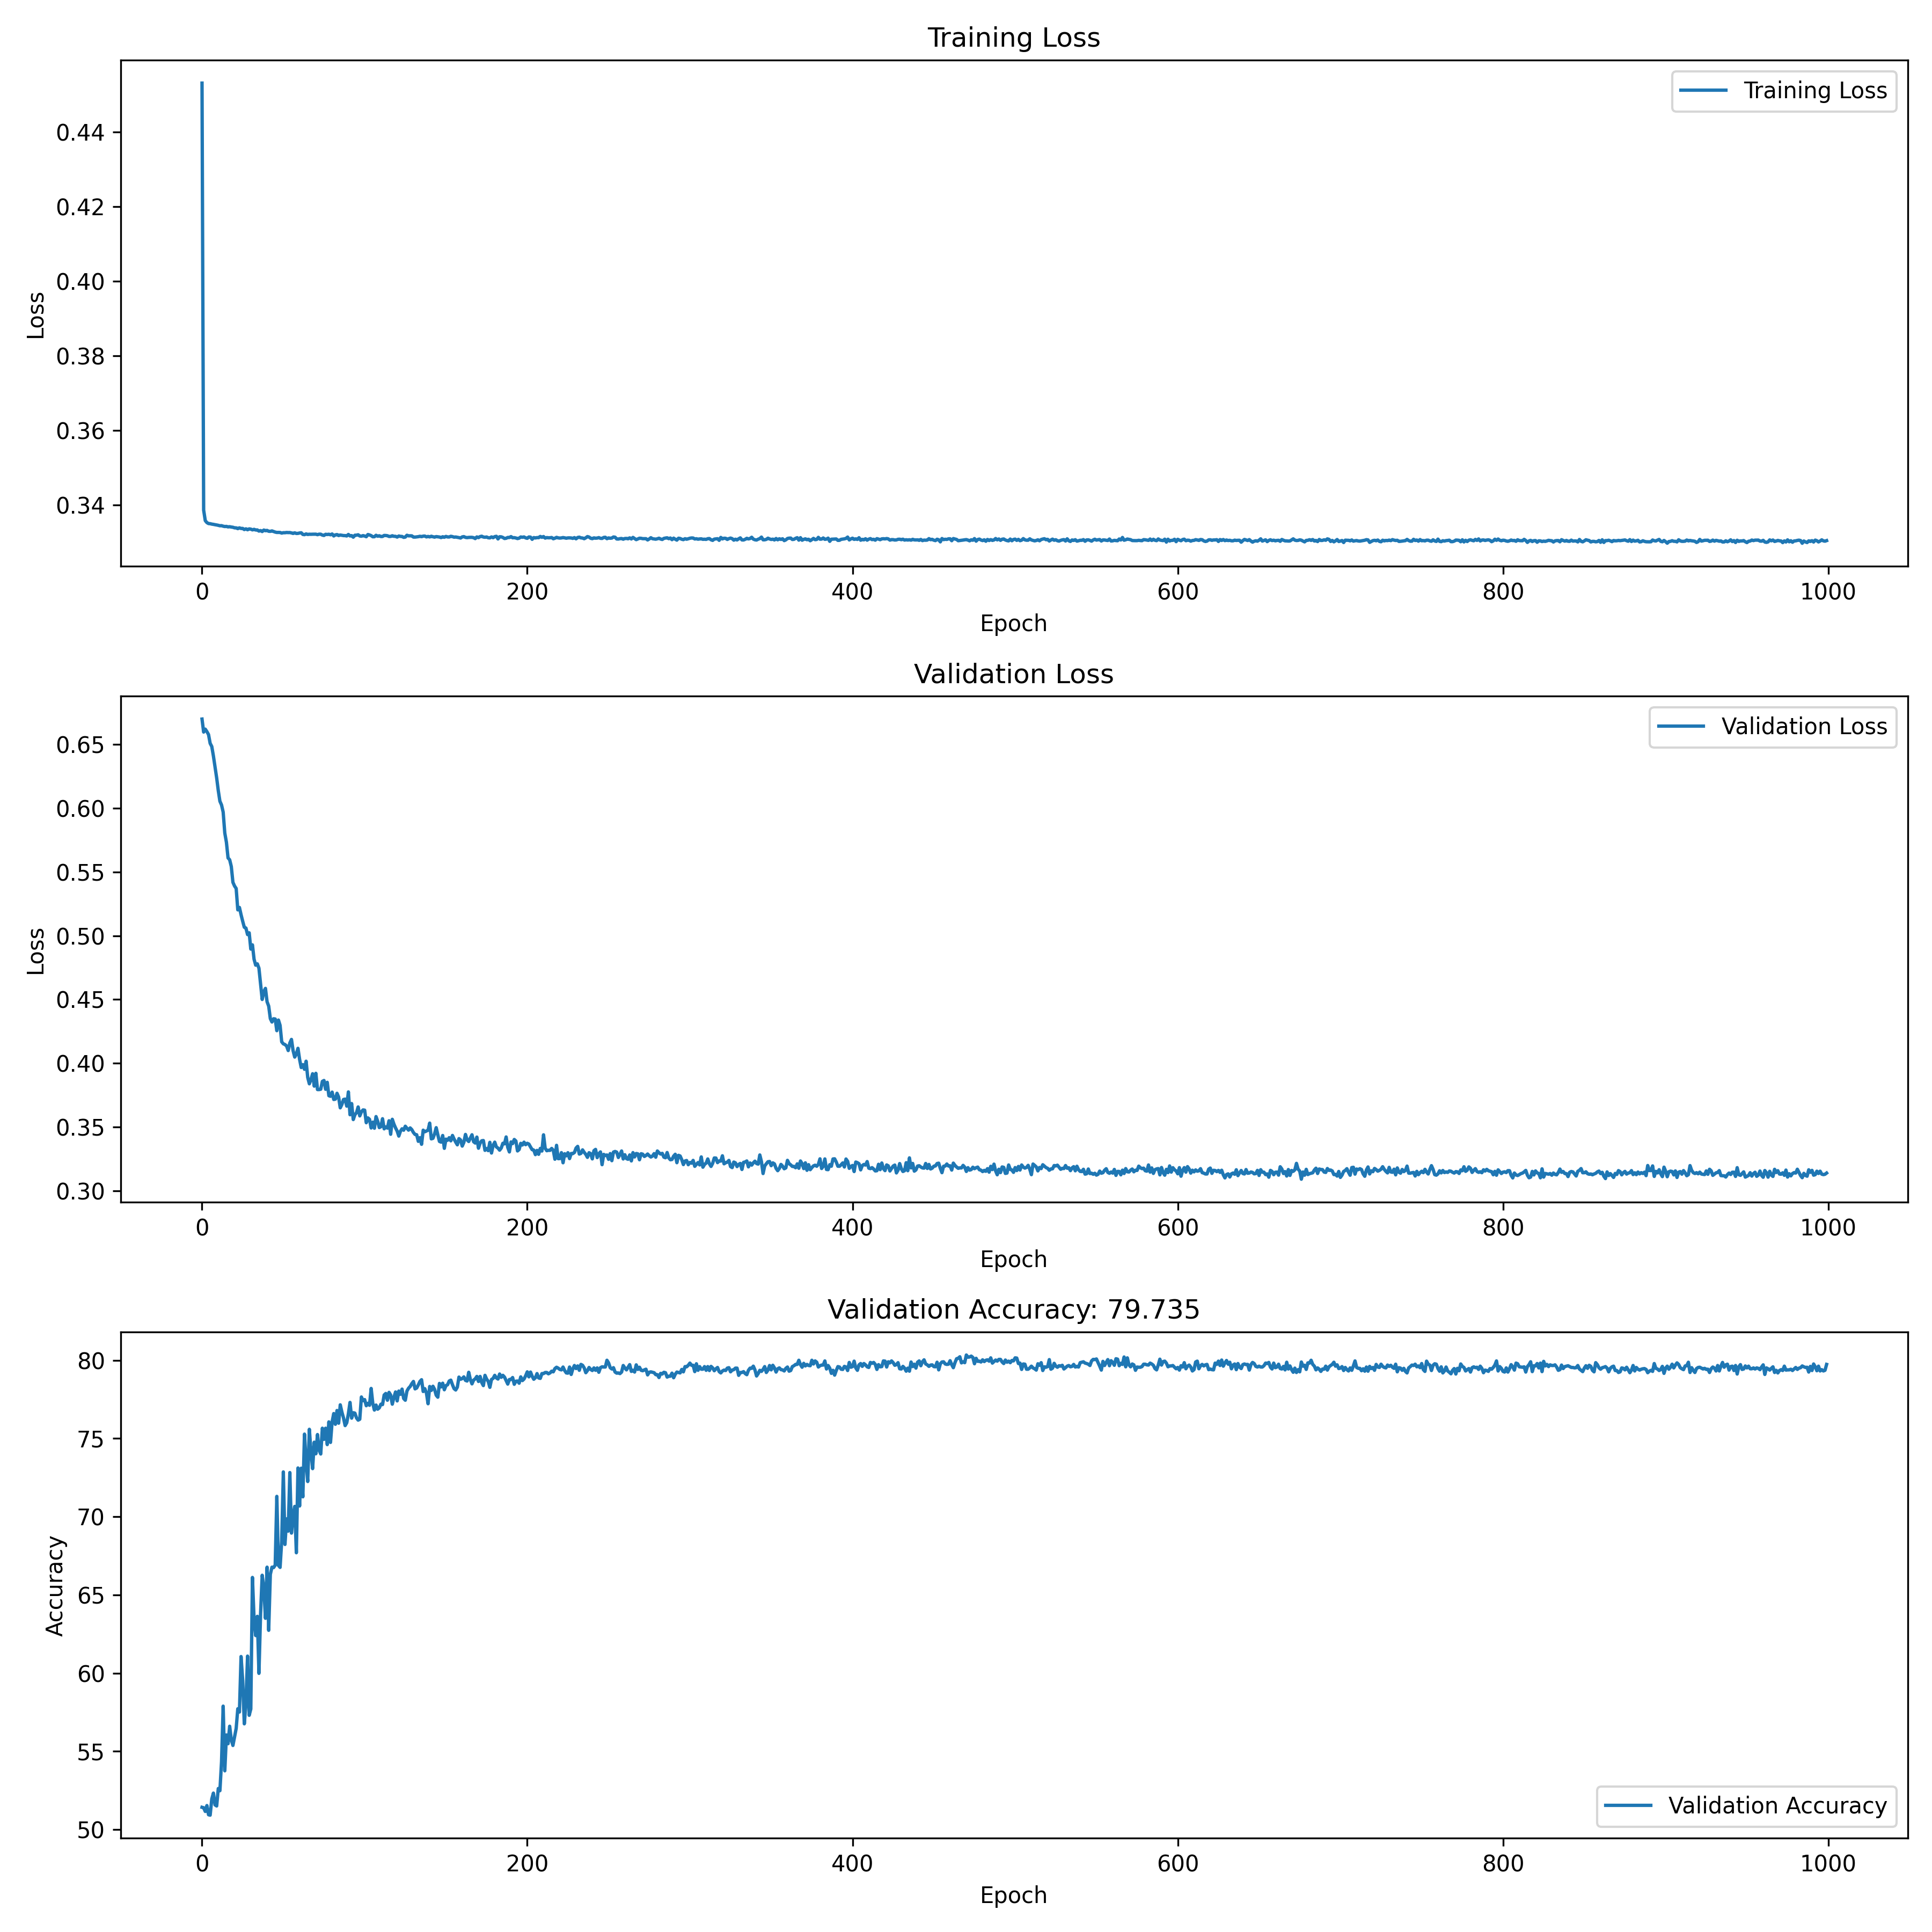 Training Loss
Training Loss
0.44
0.42
0.40
0.38
0.36
0.34
Loss
0 200 400 600 800 1000
Epoch
Validation Loss
Validation Loss
0.65
0.60
0.55
0.50
0.45
0.40
0.35
0.30
Loss
0 200 400 600 800 1000
Epoch
Validation Accuracy: 79.735
80
75
70
65
60
55
50
Accuracy
Validation Accuracy
0 200 400 600 800 1000
Epoch